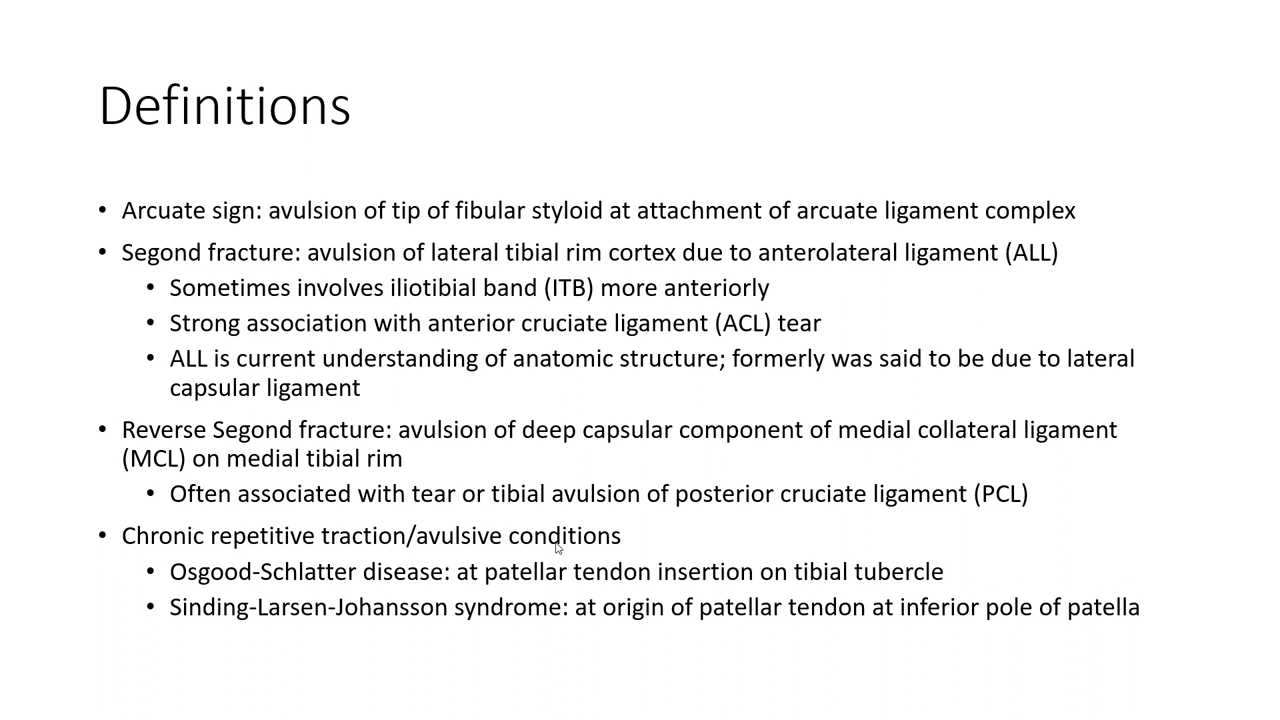 Definitions
• Arcuate sign: avulsion of tip of fibular styloid at attachment of arcuate ligament complex
• Segond fracture: avulsion of lateral tibial rim cortex due to anterolateral ligament (ALL)
• Sometimes involves iliotibial band (ITB) more anteriorly
• Strong association with anterior cruciate ligament (ACL) tear
• ALL is current understanding of anatomic structure; formerly was said to be due to lateral
capsular ligament
• Reverse Segond fracture: avulsion of deep capsular component of medial collateral ligament
(MCL) on medial tibial rim
• Often associated with tear or tibial avulsion of posterior cruciate ligament (PCL)
• Chronic repetitive traction/avulsive conditions
• Osgood-Schlatter disease: at patellar tendon insertion on tibial tubercle
• Sinding-Larsen-Johansson syndrome: at origin of patellar tendon at inferior pole of patella